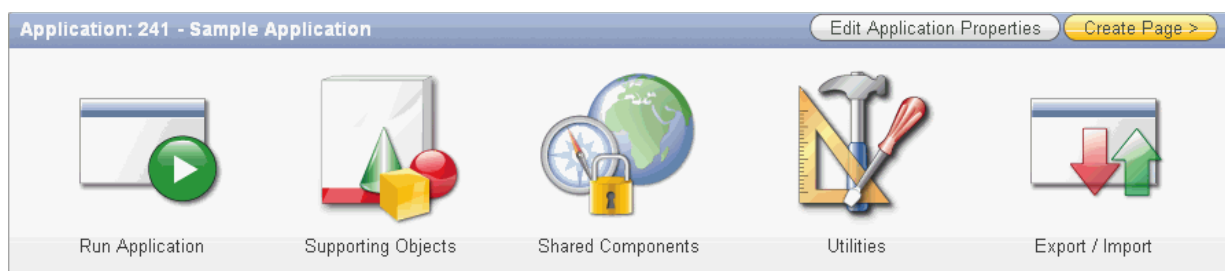 Application: 241 - Sample Application
Edit Application Properties
Create Page >
Run Application
Supporting Objects
Shared Components
Utilities
Export / Import